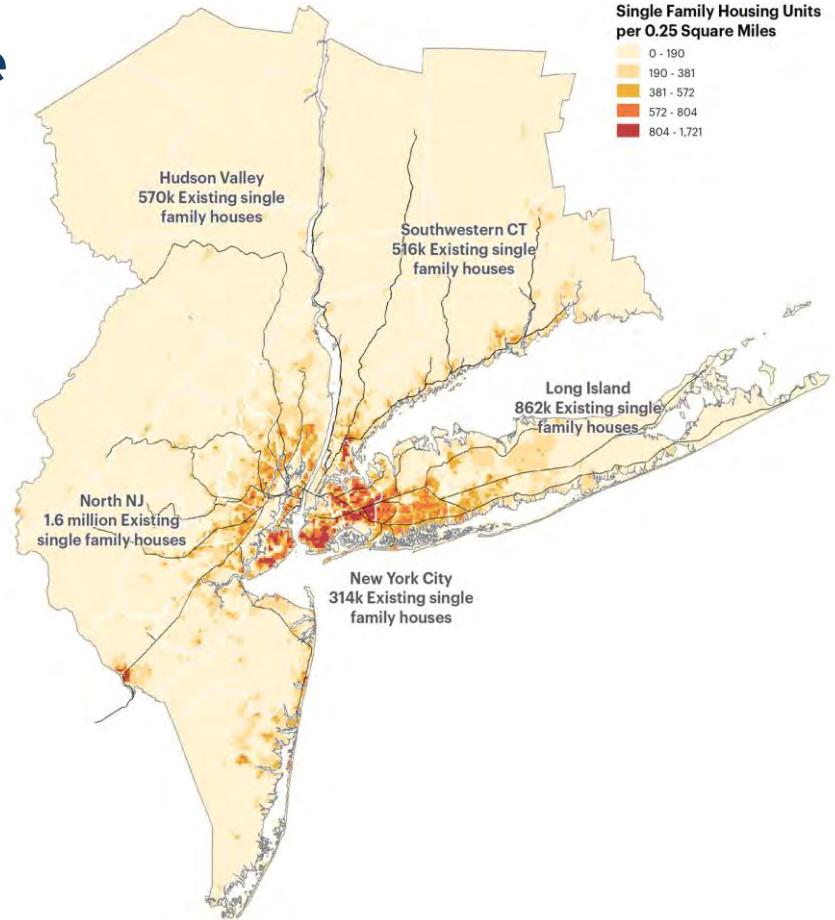 e
Single Family Housing Units
per 0.25 Square Miles
0 - 190
190 - 381
381 - 572
572 - 804
804 - 1,721
Hudson Valley
570k Existing single
family houses
Southwestern CT
516k Existing single
family houses
Long Island
862k Existing single
family houses
North NJ
1.6 million Existing
single family houses
New York City
314k Existing single
family houses